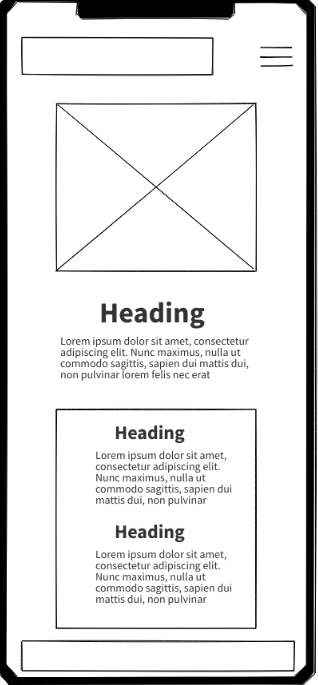 Heading
Lorem ipsum dolor sit amet, consectetur
adipiscing elit. Nunc maximus, nulla ut
commodo sagittis, sapien dui mattis dui,
non pulvinar lorem felis nec erat
Heading
Lorem ipsum dolor sit amet,
consectetur adipiscing elit.
Nunc maximus, nulla ut
commodo sagittis, sapien dui
mattis dui, non pulvinar
Heading
Lorem ipsum dolor sit amet,
consectetur adipiscing elit.
Nunc maximus, nulla ut
commodo sagittis, sapien dui
mattis dui, non pulvinar